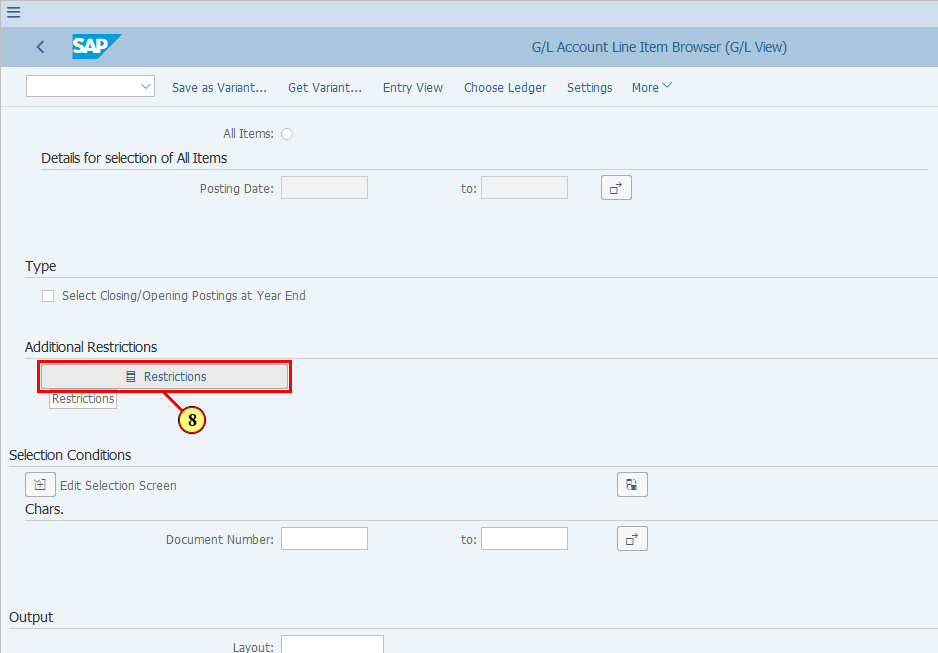 SAP
G/L Account Line Item Browser (G/L View)
Save as Variant... Get Variant... Entry View Choose Ledger Settings More
All Items:
Details for selection of All Items
Posting Date: to:
Type
Select Closing/Opening Postings at Year End
Additional Restrictions
Restrictions
Restrictions
8
Selection Conditions
Edit Selection Screen
Chars.
Document Number: to:
Output
Layout: